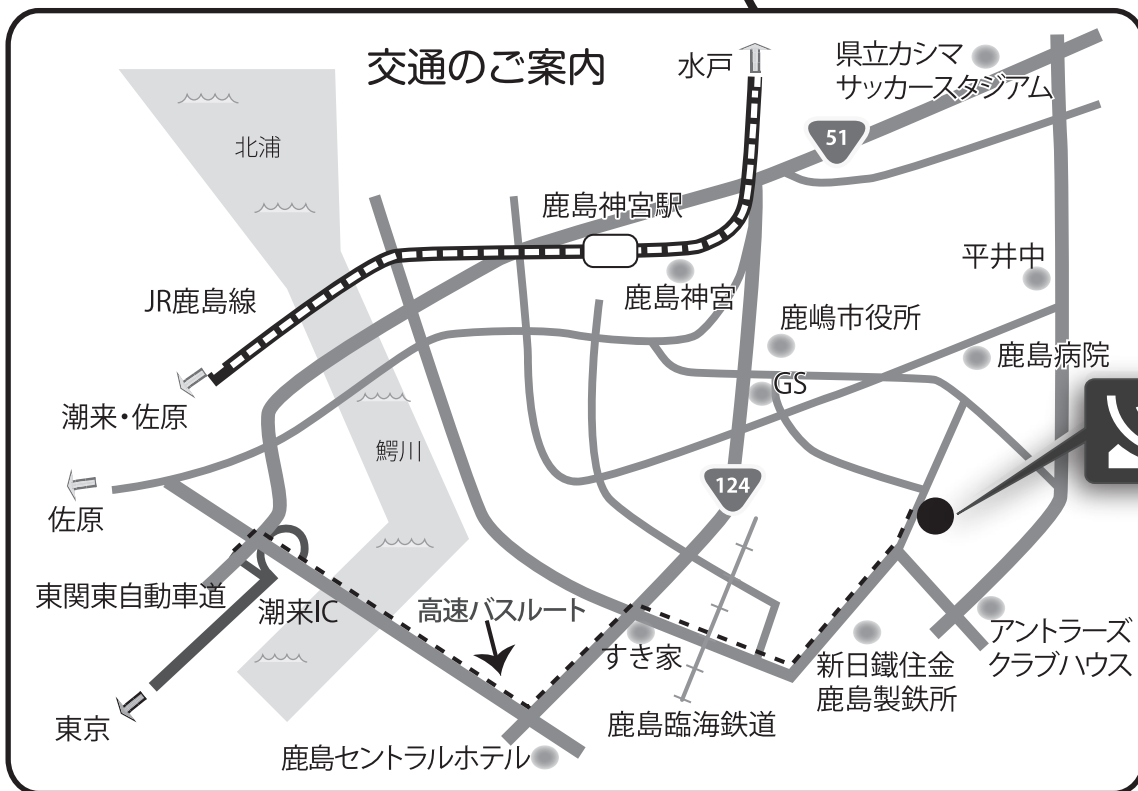 交通のご案内
水戸
県立カシマ
サッカースタジアム
51
北浦
鹿島神宮駅
平井中
JR鹿島線
鹿島神宮
鹿嶋市役所
鹿島病院
GS
潮来・佐原
鰐川
124
佐原
東関東自動車道
潮来IC
高速バスルート
すき家
新日鐵住金
鹿島製鉄所
アントラーズ
クラブハウス
東京
鹿島臨海鉄道
鹿島セントラルホテル